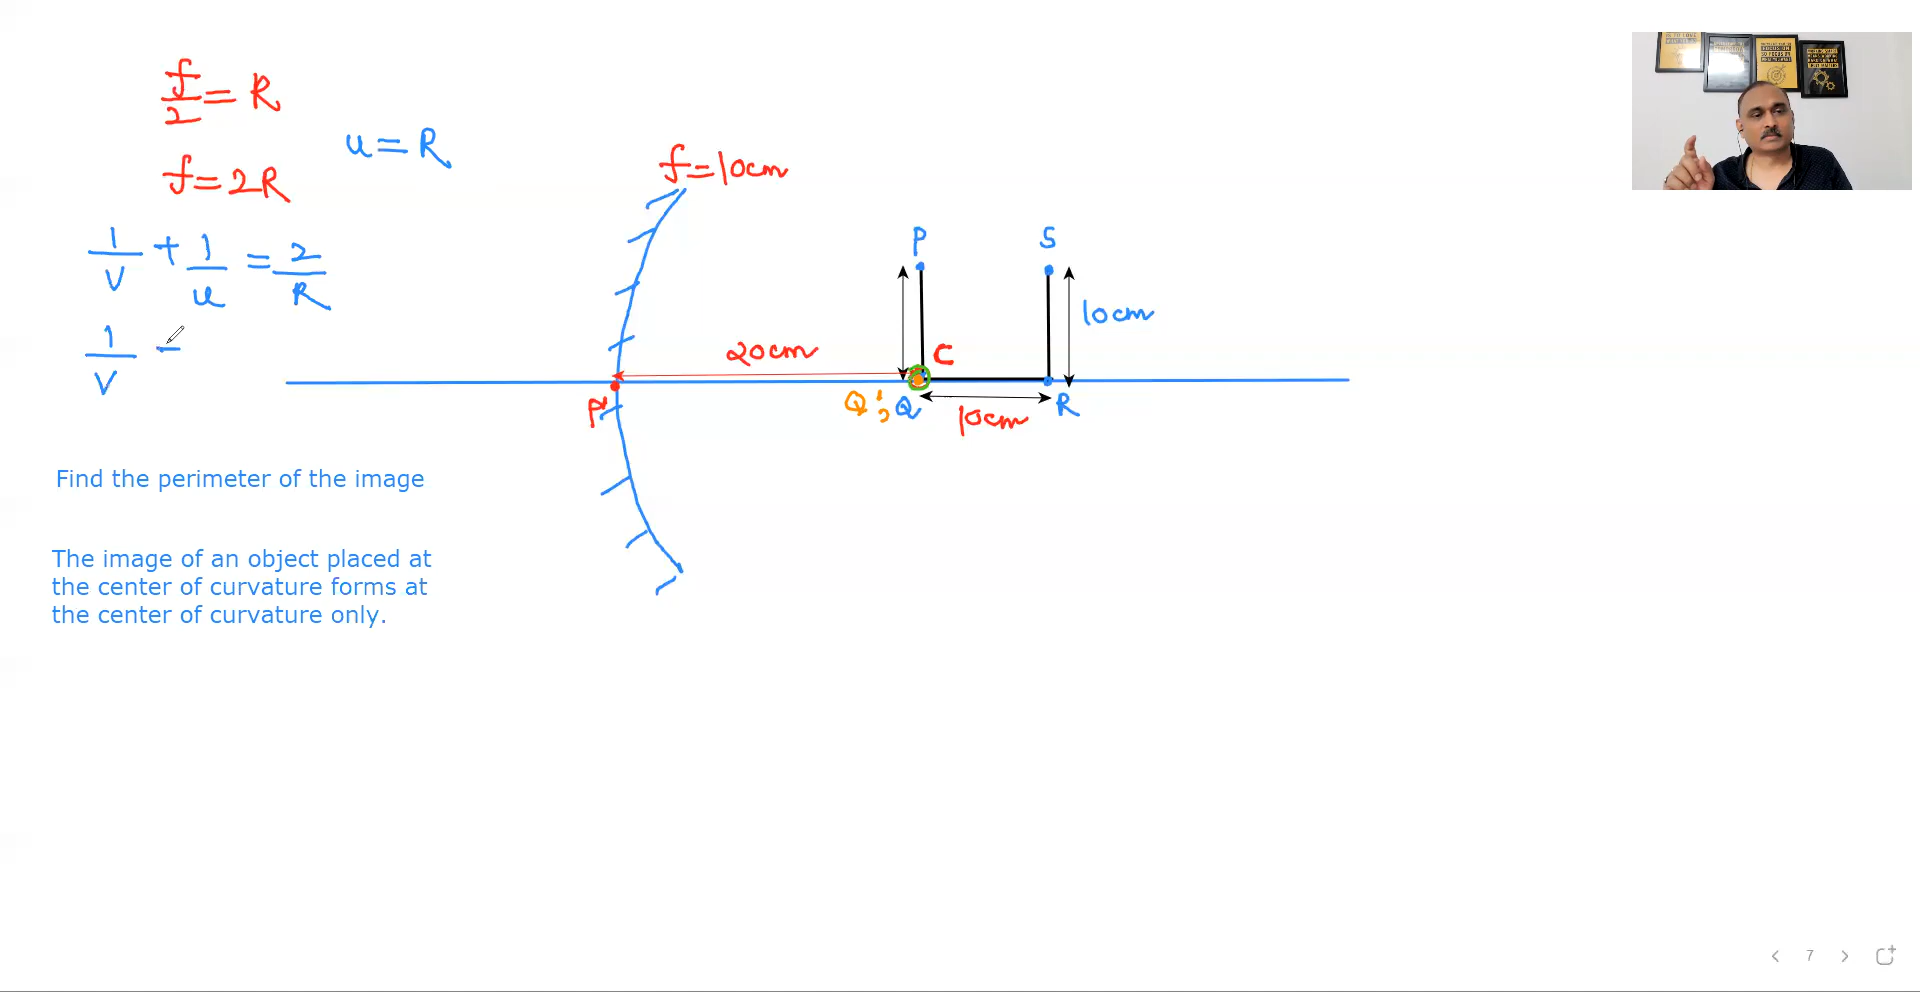 f/2 = R
u = R
f = 2R
f = 10cm
1/v + 1/u = 2/R
1/v =
P
S
10cm
20cm
C
P'
Q', Q
10cm
R
Find the perimeter of the image
The image of an object placed at
the center of curvature forms at
the center of curvature only.
7